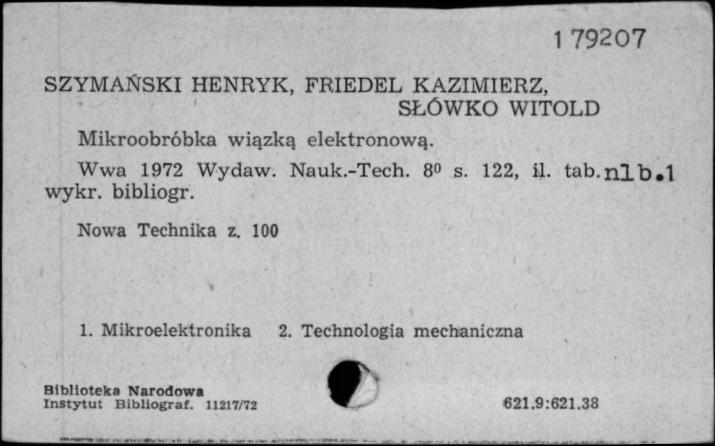 179207
SZYMAŃSKI HENRYK, FRIEDEL KAZIMIERZ,
SŁÓWKO WITOLD
Mikroobróbka wiązką elektronową.
Wwa 1972 Wydaw. Nauk.-Tech. 8⁰ s. 122, il. tab. nlb.1
wykr. bibliogr.
Nowa Technika z. 100
1. Mikroelektronika 2. Technologia mechaniczna
Biblioteka Narodowa
Instytut Bibliograf. 11217/72
621.9:621.38